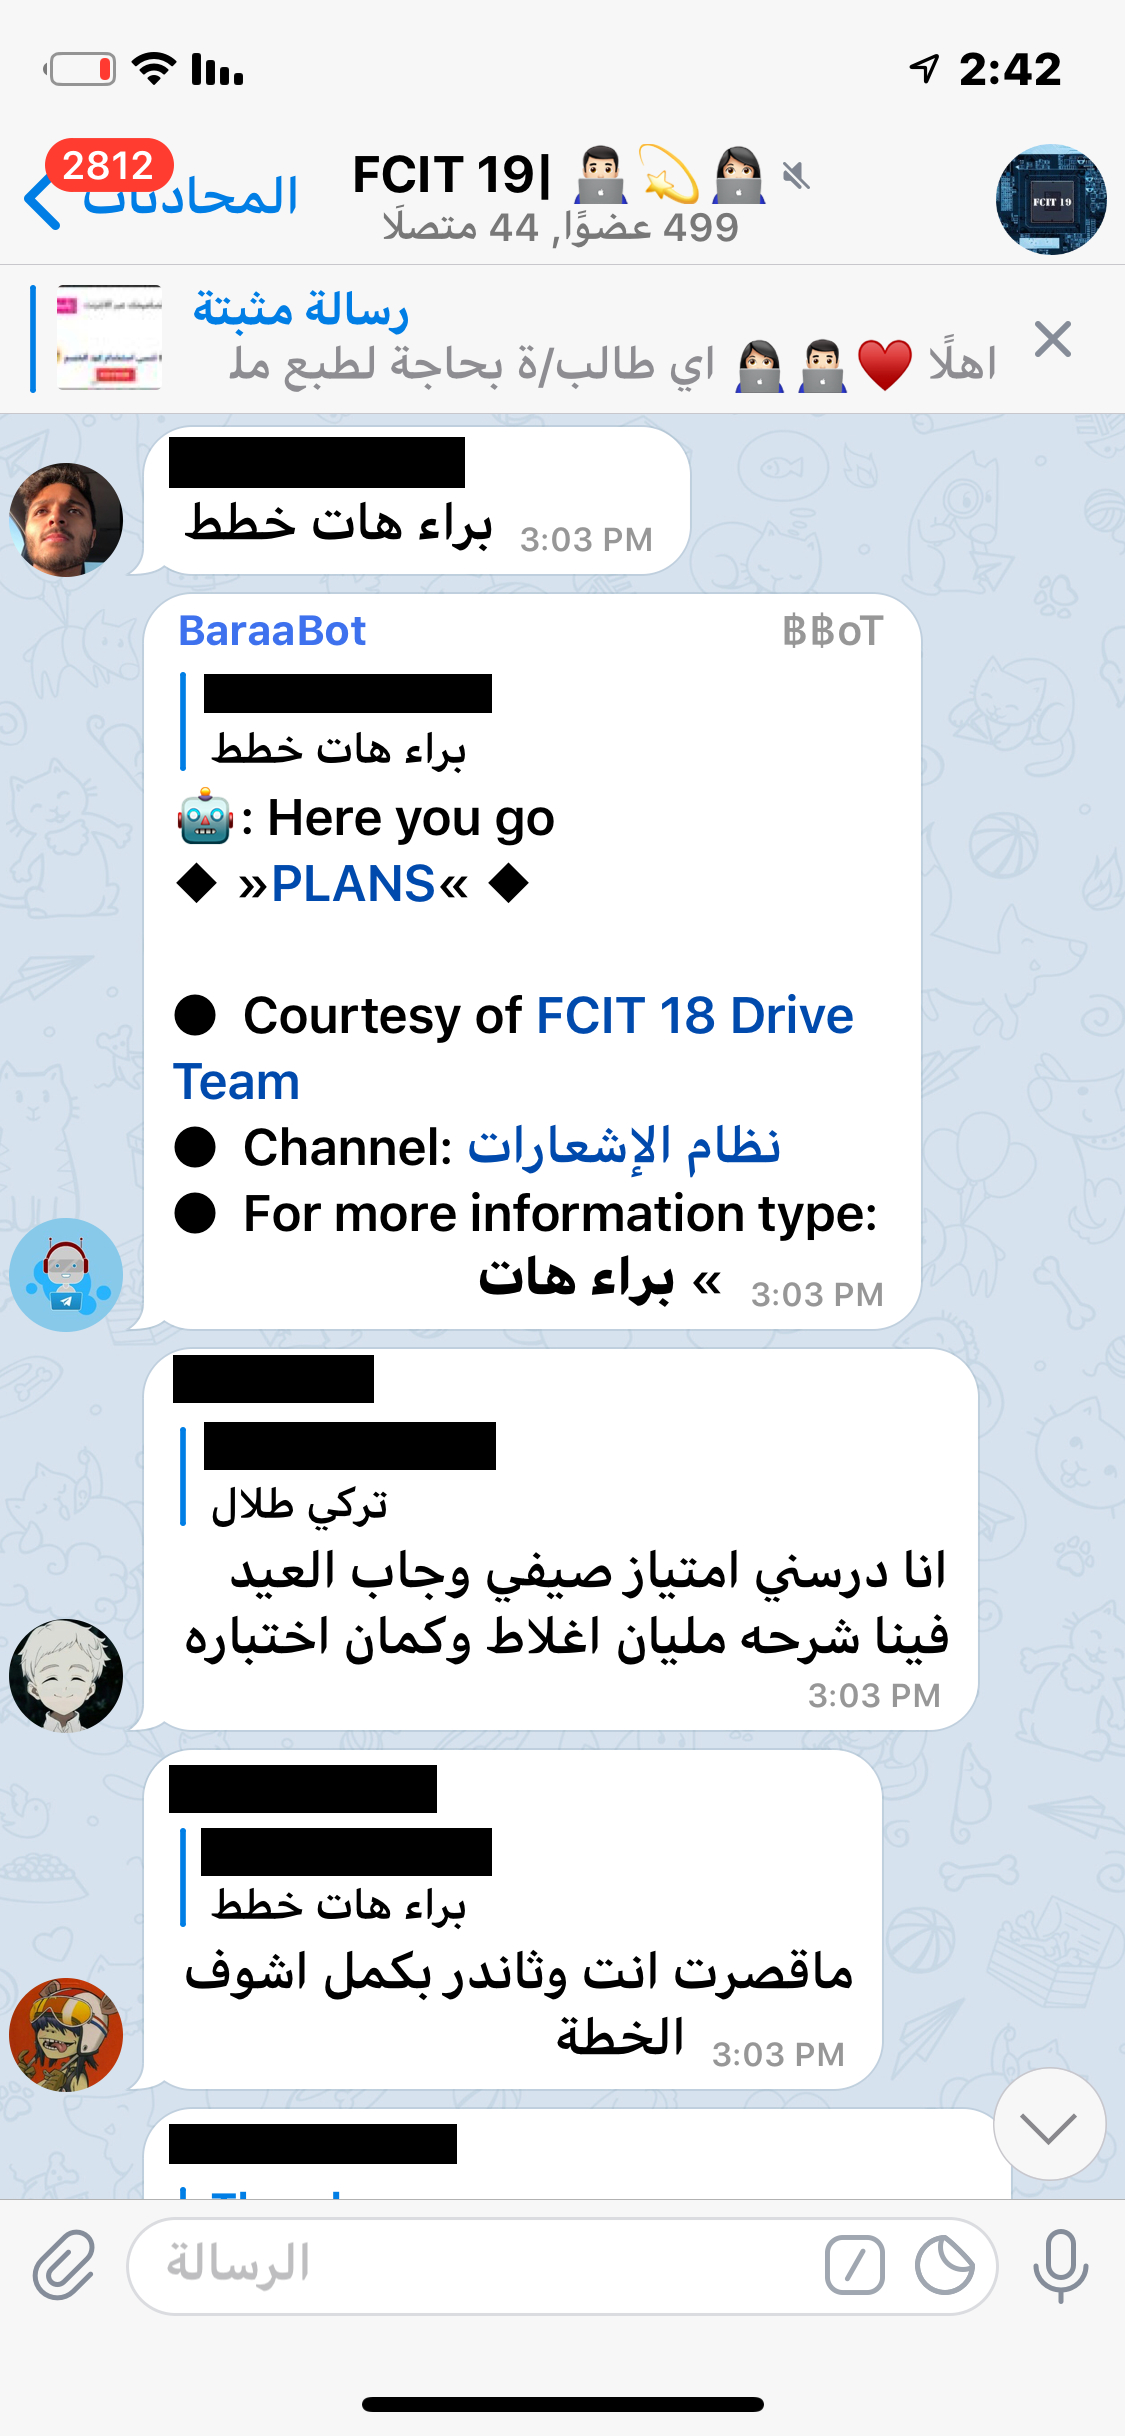 2:42
2812
المحادثات
FCIT 19| 👨🏻‍💻💫👩🏻‍💻
499 عضوًا, 44 متصلًا
FCIT 19
رسالة مثبتة
اهلًا ♥️👨🏻‍💻👩🏻‍💻 اي طالب/ة بحاجة لطبع مل
براء هات خطط
3:03 PM
BaraaBot
฿฿oT
براء هات خطط
🤖: Here you go
◆ »PLANS« ◆
● Courtesy of FCIT 18 Drive
Team
● Channel: نظام الإشعارات
● For more information type:
» براء هات
3:03 PM
تركي طلال
انا درسني امتياز صيفي وجاب العيد
فينا شرحه مليان اغلاط وكمان اختباره
3:03 PM
براء هات خطط
ماقصرت انت وثاندر بكمل اشوف
الخطة
3:03 PM
الرسالة